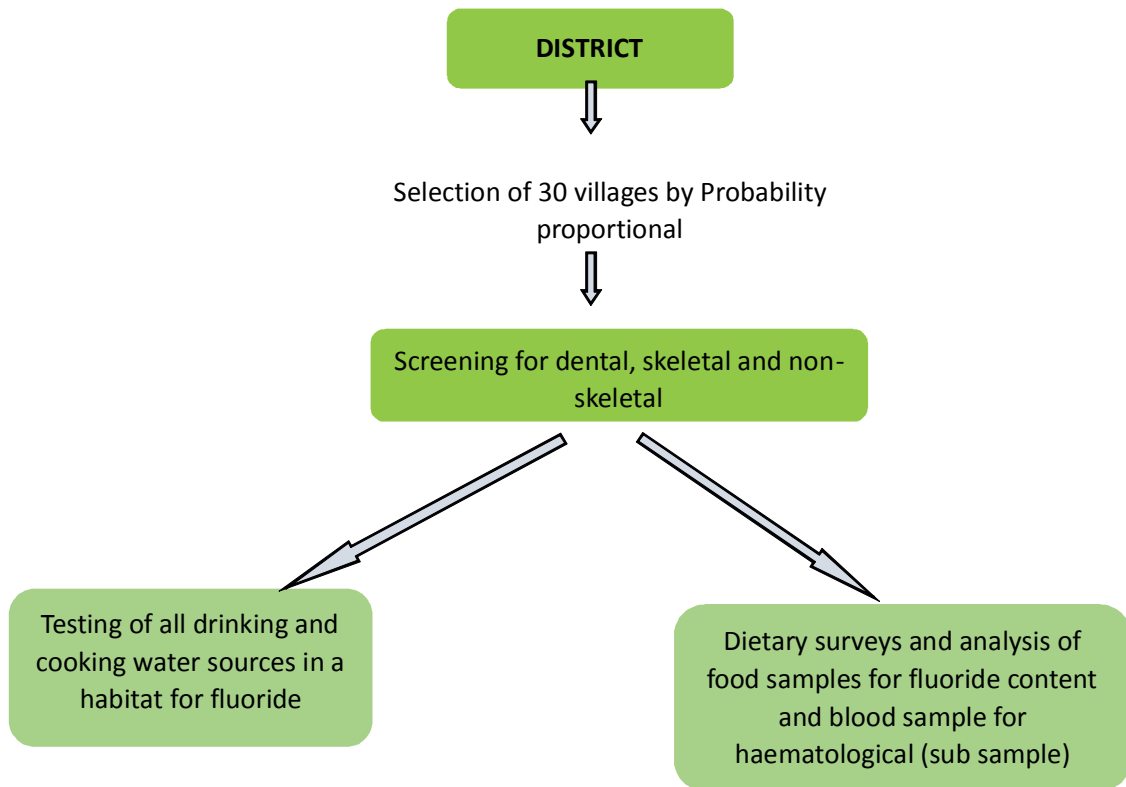 DISTRICT
Selection of 30 villages by Probability
proportional
Screening for dental, skeletal and non-
skeletal
Testing of all drinking and
cooking water sources in a
habitat for fluoride
Dietary surveys and analysis of
food samples for fluoride content
and blood sample for
haematological (sub sample)